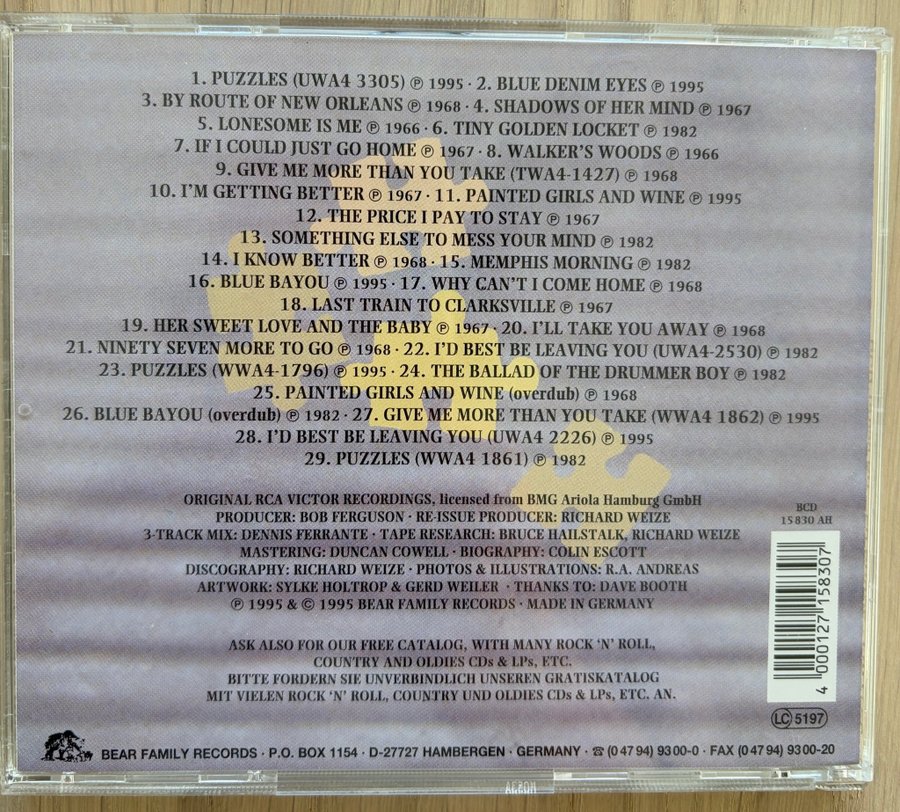 1. PUZZLES (UWA4 3305) ℗ 1995 · 2. BLUE DENIM EYES ℗ 1995
3. BY ROUTE OF NEW ORLEANS ℗ 1968 · 4. SHADOWS OF HER MIND ℗ 1967
5. LONESOME IS ME ℗ 1966 · 6. TINY GOLDEN LOCKET ℗ 1982
7. IF I COULD JUST GO HOME ℗ 1967 · 8. WALKER'S WOODS ℗ 1966
9. GIVE ME MORE THAN YOU TAKE (TWA4-1427) ℗ 1968
10. I'M GETTING BETTER ℗ 1967 · 11. PAINTED GIRLS AND WINE ℗ 1995
12. THE PRICE I PAY TO STAY ℗ 1967
13. SOMETHING ELSE TO MESS YOUR MIND ℗ 1982
14. I KNOW BETTER ℗ 1968 · 15. MEMPHIS MORNING ℗ 1982
16. BLUE BAYOU ℗ 1995 · 17. WHY CAN'T I COME HOME ℗ 1968
18. LAST TRAIN TO CLARKSVILLE ℗ 1967
19. HER SWEET LOVE AND THE BABY ℗ 1967 · 20. I'LL TAKE YOU AWAY ℗ 1968
21. NINETY SEVEN MORE TO GO ℗ 1968 · 22. I'D BEST BE LEAVING YOU (UWA4-2530) ℗ 1982
23. PUZZLES (WWA4-1796) ℗ 1995 · 24. THE BALLAD OF THE DRUMMER BOY ℗ 1982
25. PAINTED GIRLS AND WINE (overdub) ℗ 1968
26. BLUE BAYOU (overdub) ℗ 1982 · 27. GIVE ME MORE THAN YOU TAKE (WWA4 1862) ℗ 1995
28. I'D BEST BE LEAVING YOU (UWA4 2226) ℗ 1995
29. PUZZLES (WWA4 1861) ℗ 1982
ORIGINAL RCA VICTOR RECORDINGS, licensed from BMG Ariola Hamburg GmbH
PRODUCER: BOB FERGUSON · RE-ISSUE PRODUCER: RICHARD WEIZE
3-TRACK MIX: DENNIS FERRANTE · TAPE RESEARCH: BRUCE HAILSTALK, RICHARD WEIZE
MASTERING: DUNCAN COWELL · BIOGRAPHY: COLIN ESCOTT
DISCOGRAPHY: RICHARD WEIZE · PHOTOS & ILLUSTRATIONS: R.A. ANDREAS
ARTWORK: SYLKE HOLTROP & GERD WEILER · THANKS TO: DAVE BOOTH
℗ 1995 & © 1995 BEAR FAMILY RECORDS · MADE IN GERMANY
BCD
15830 AH
4 000127 158307
LC 5197
ASK ALSO FOR OUR FREE CATALOG, WITH MANY ROCK 'N' ROLL,
COUNTRY AND OLDIES CDs & LPs, ETC.
BITTE FORDERN SIE UNVERBINDLICH UNSEREN GRATISKATALOG
MIT VIELEN ROCK 'N' ROLL, COUNTRY UND OLDIES CDs & LPs, ETC. AN.
BEAR FAMILY RECORDS · P.O. BOX 1154 · D-27727 HAMBERGEN · GERMANY · ☎ (0 47 94) 93 00-0 · FAX (0 47 94) 93 00-20